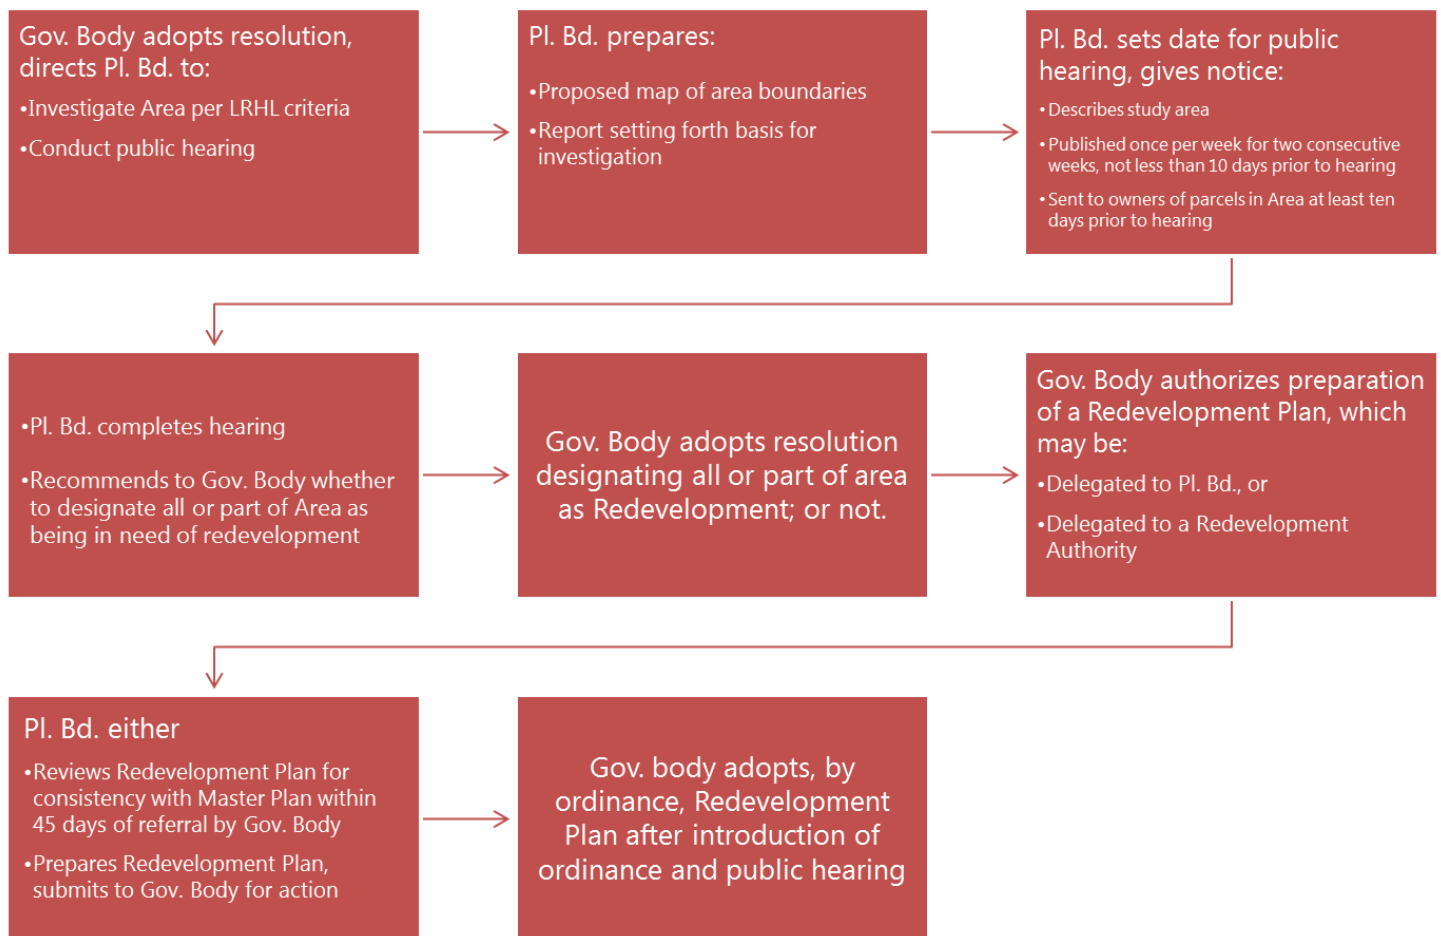 Gov. Body adopts resolution,
directs Pl. Bd. to:
•Investigate Area per LRHL criteria
•Conduct public hearing
Pl. Bd. prepares:
•Proposed map of area boundaries
•Report setting forth basis for
investigation
Pl. Bd. sets date for public
hearing, gives notice:
•Describes study area
•Published once per week for two consecutive
weeks, not less than 10 days prior to hearing
•Sent to owners of parcels in Area at least ten
days prior to hearing
•Pl. Bd. completes hearing
•Recommends to Gov. Body whether
to designate all or part of Area as
being in need of redevelopment
Gov. Body adopts resolution
designating all or part of area
as Redevelopment; or not.
Gov. Body authorizes preparation
of a Redevelopment Plan, which
may be:
•Delegated to Pl. Bd., or
•Delegated to a Redevelopment
Authority
Pl. Bd. either
•Reviews Redevelopment Plan for
consistency with Master Plan within
45 days of referral by Gov. Body
•Prepares Redevelopment Plan,
submits to Gov. Body for action
Gov. body adopts, by
ordinance, Redevelopment
Plan after introduction of
ordinance and public hearing